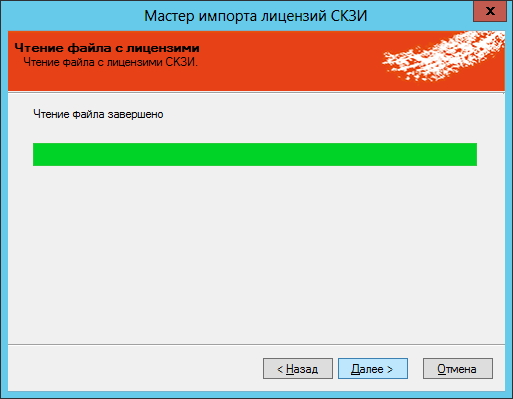 Мастер импорта лицензий СКЗИ
x
Чтение файла с лицензими
Чтение файла с лицензими СКЗИ.
Чтение файла завершено
< Назад
Далее >
Отмена